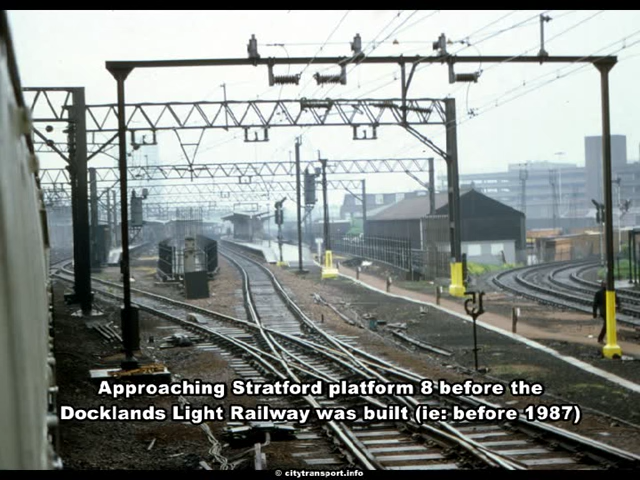 Approaching Stratford platform 8 before the
Docklands Light Railway was built (ie: before 1987)
© citytransport.info